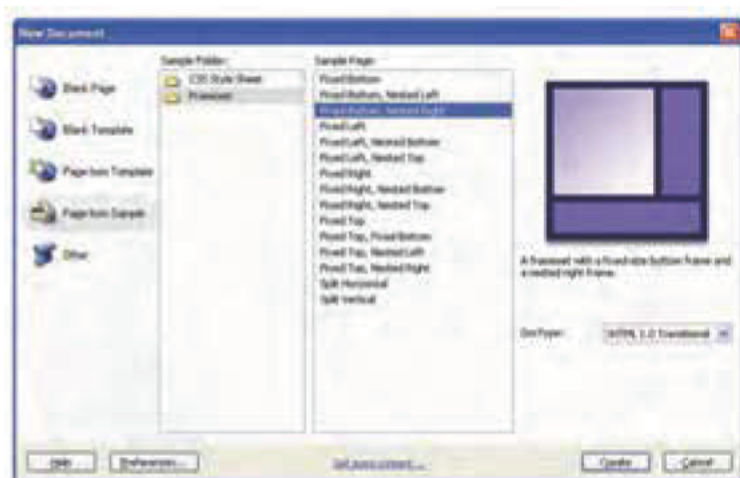 New Document
Blank Page
Blank Template
Page from Template
Page from Sample
Other
Sample Folder:
CSS Style Sheet
Frameset
Sample Page:
Fixed Bottom
Fixed Bottom, Nested Left
Fixed Bottom, Nested Right
Fixed Left
Fixed Left, Nested Bottom
Fixed Left, Nested Top
Fixed Right
Fixed Right, Nested Bottom
Fixed Right, Nested Top
Fixed Top
Fixed Top, Fixed Bottom
Fixed Top, Nested Left
Fixed Top, Nested Right
Split Horizontal
Split Vertical
A frameset with a fixed-size bottom frame and
a nested right frame.
DocType: XHTML 1.0 Transitional
Help Preferences... Get more content... Create Cancel